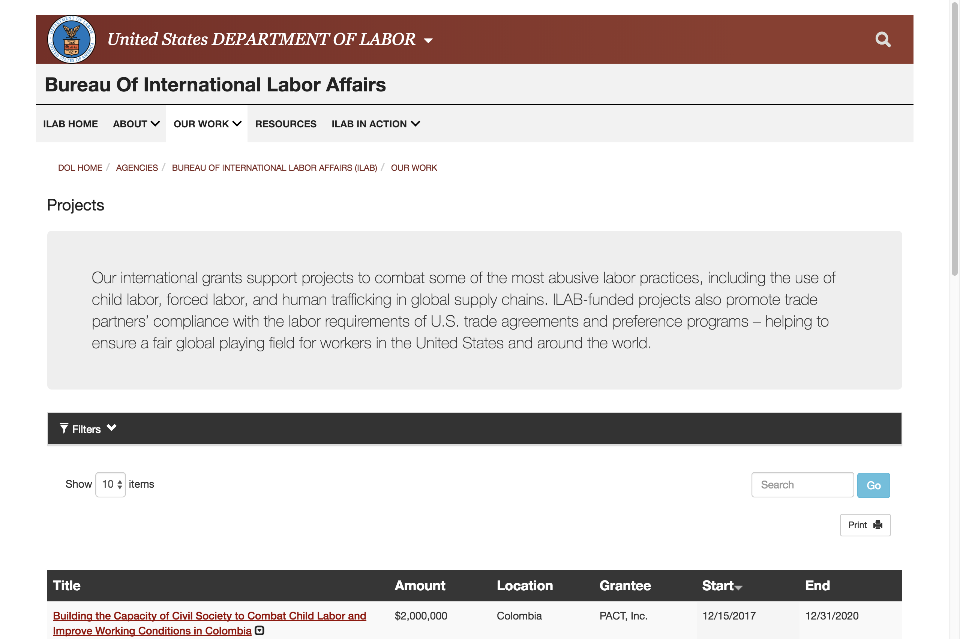 United States DEPARTMENT OF LABOR
Bureau Of International Labor Affairs
ILAB HOME ABOUT OUR WORK RESOURCES ILAB IN ACTION
DOL HOME / AGENCIES / BUREAU OF INTERNATIONAL LABOR AFFAIRS (ILAB) / OUR WORK
Projects
Our international grants support projects to combat some of the most abusive labor practices, including the use of
child labor, forced labor, and human trafficking in global supply chains. ILAB-funded projects also promote trade
partners' compliance with the labor requirements of U.S. trade agreements and preference programs – helping to
ensure a fair global playing field for workers in the United States and around the world.
Filters
Show 10 items
Search Go
Print
Title Amount Location Grantee Start End
Building the Capacity of Civil Society to Combat Child Labor and $2,000,000 Colombia PACT, Inc. 12/15/2017 12/31/2020
Improve Working Conditions in Colombia